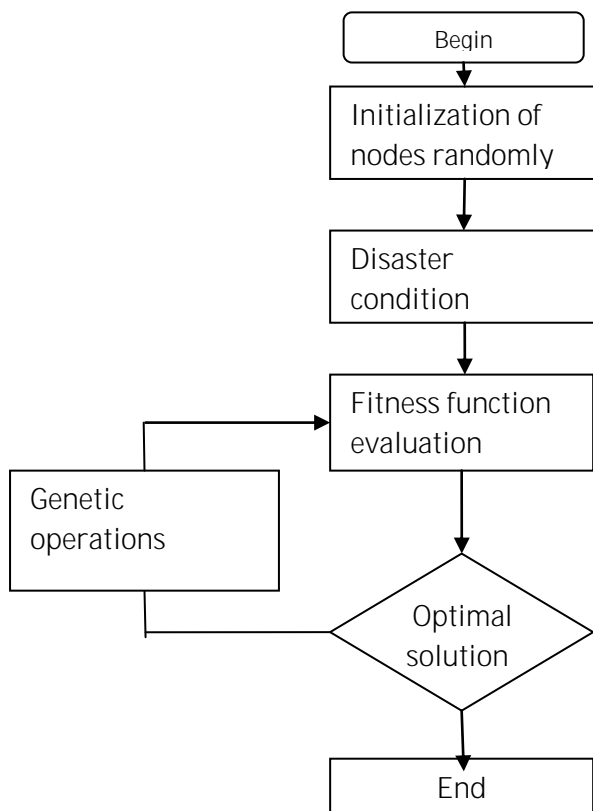 Begin
Initialization of
nodes randomly
Disaster
condition
Fitness function
evaluation
Genetic
operations
Optimal
solution
End